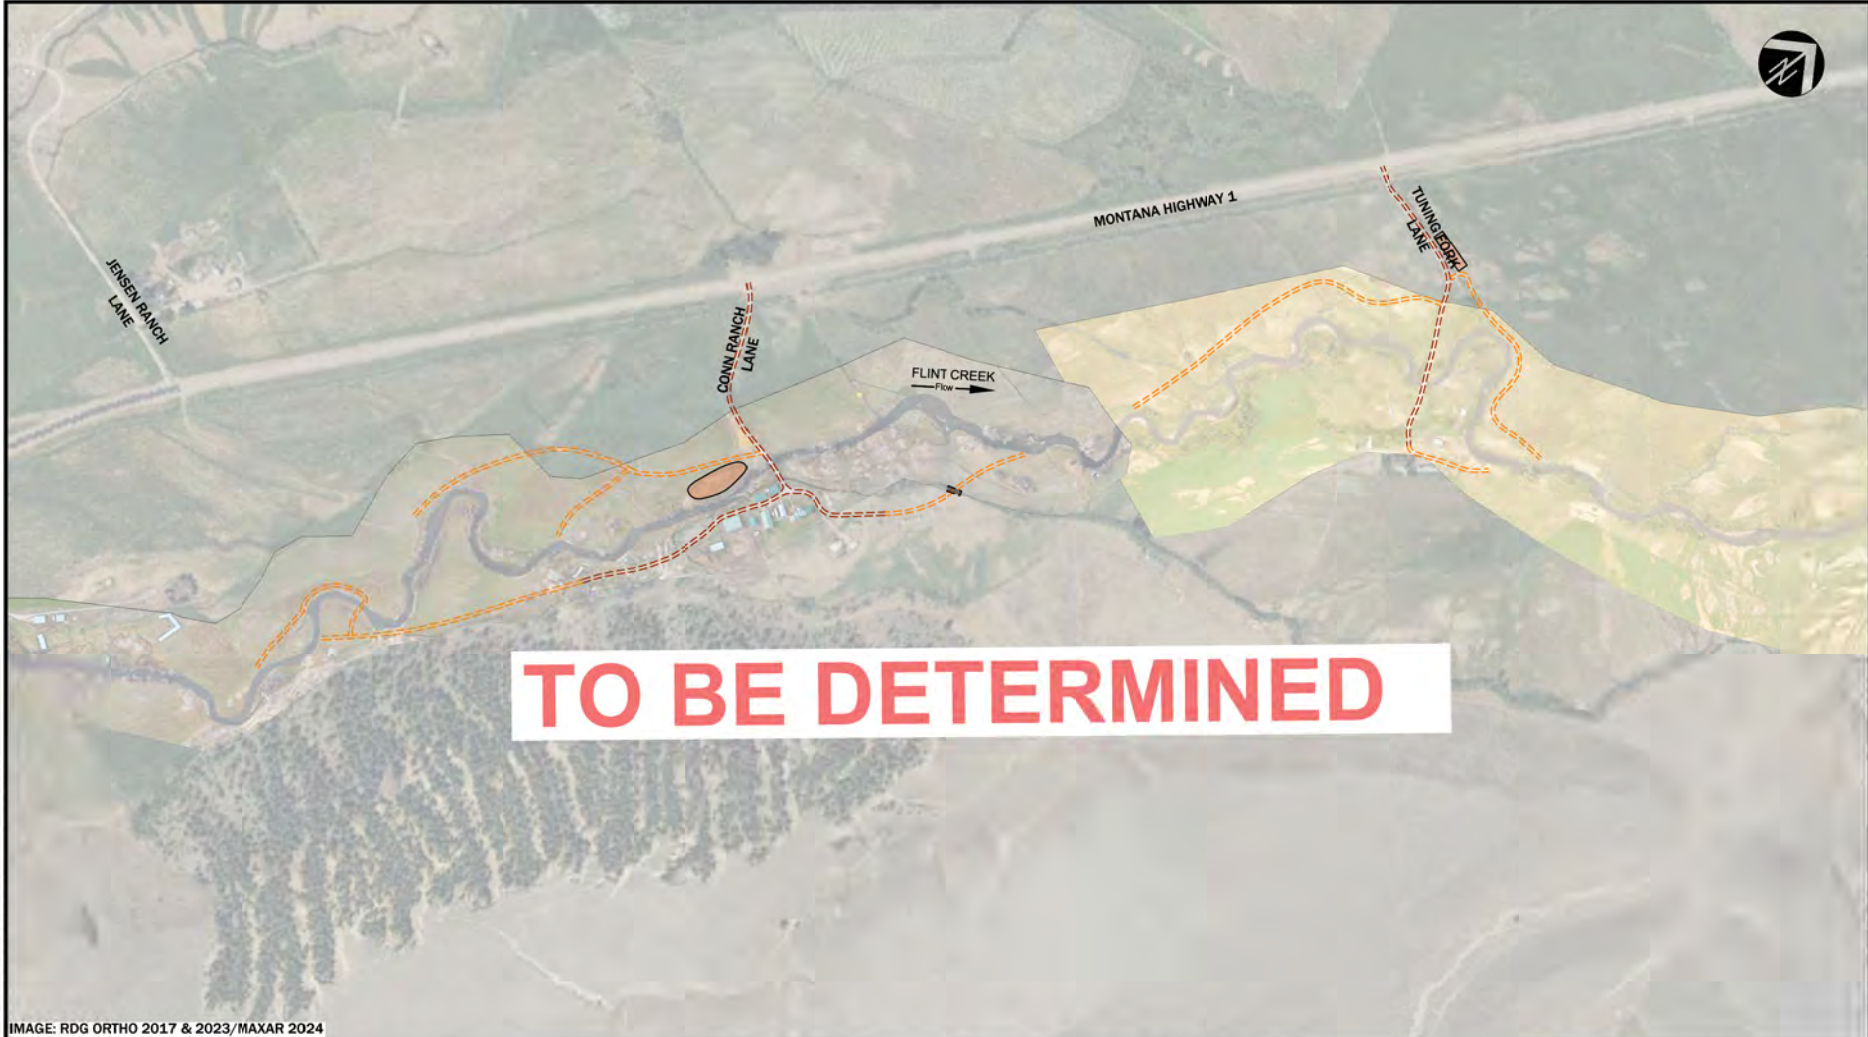 MONTANA HIGHWAY 1
TUNING FORK
LANE
JENSEN RANCH
LANE
CONN RANCH
LANE
FLINT CREEK
Flow
TO BE DETERMINED
IMAGE: RDG ORTHO 2017 & 2023/MAXAR 2024